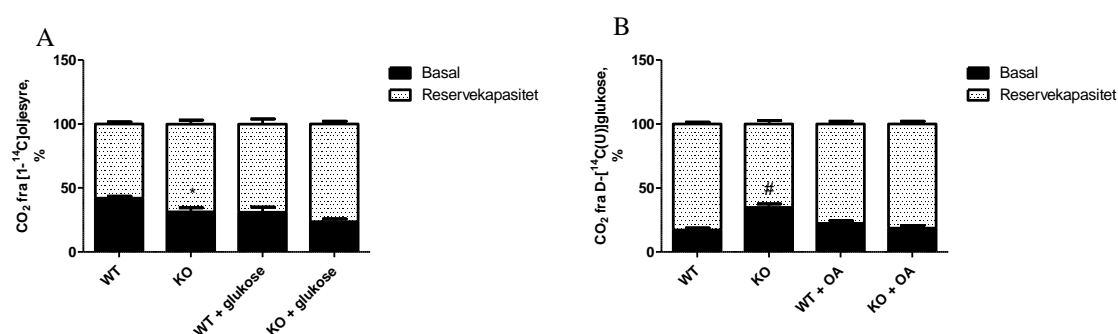 A
CO₂ fra [1-¹⁴C]oljesyre,
%
150
100
50
0
*
WT
KO
WT + glukose
KO + glukose
Basal
Reservekapasitet
B
CO₂ fra D-[¹⁴C(U)]glukose,
%
150
100
50
0
#
WT
KO
WT + OA
KO + OA
Basal
Reservekapasitet